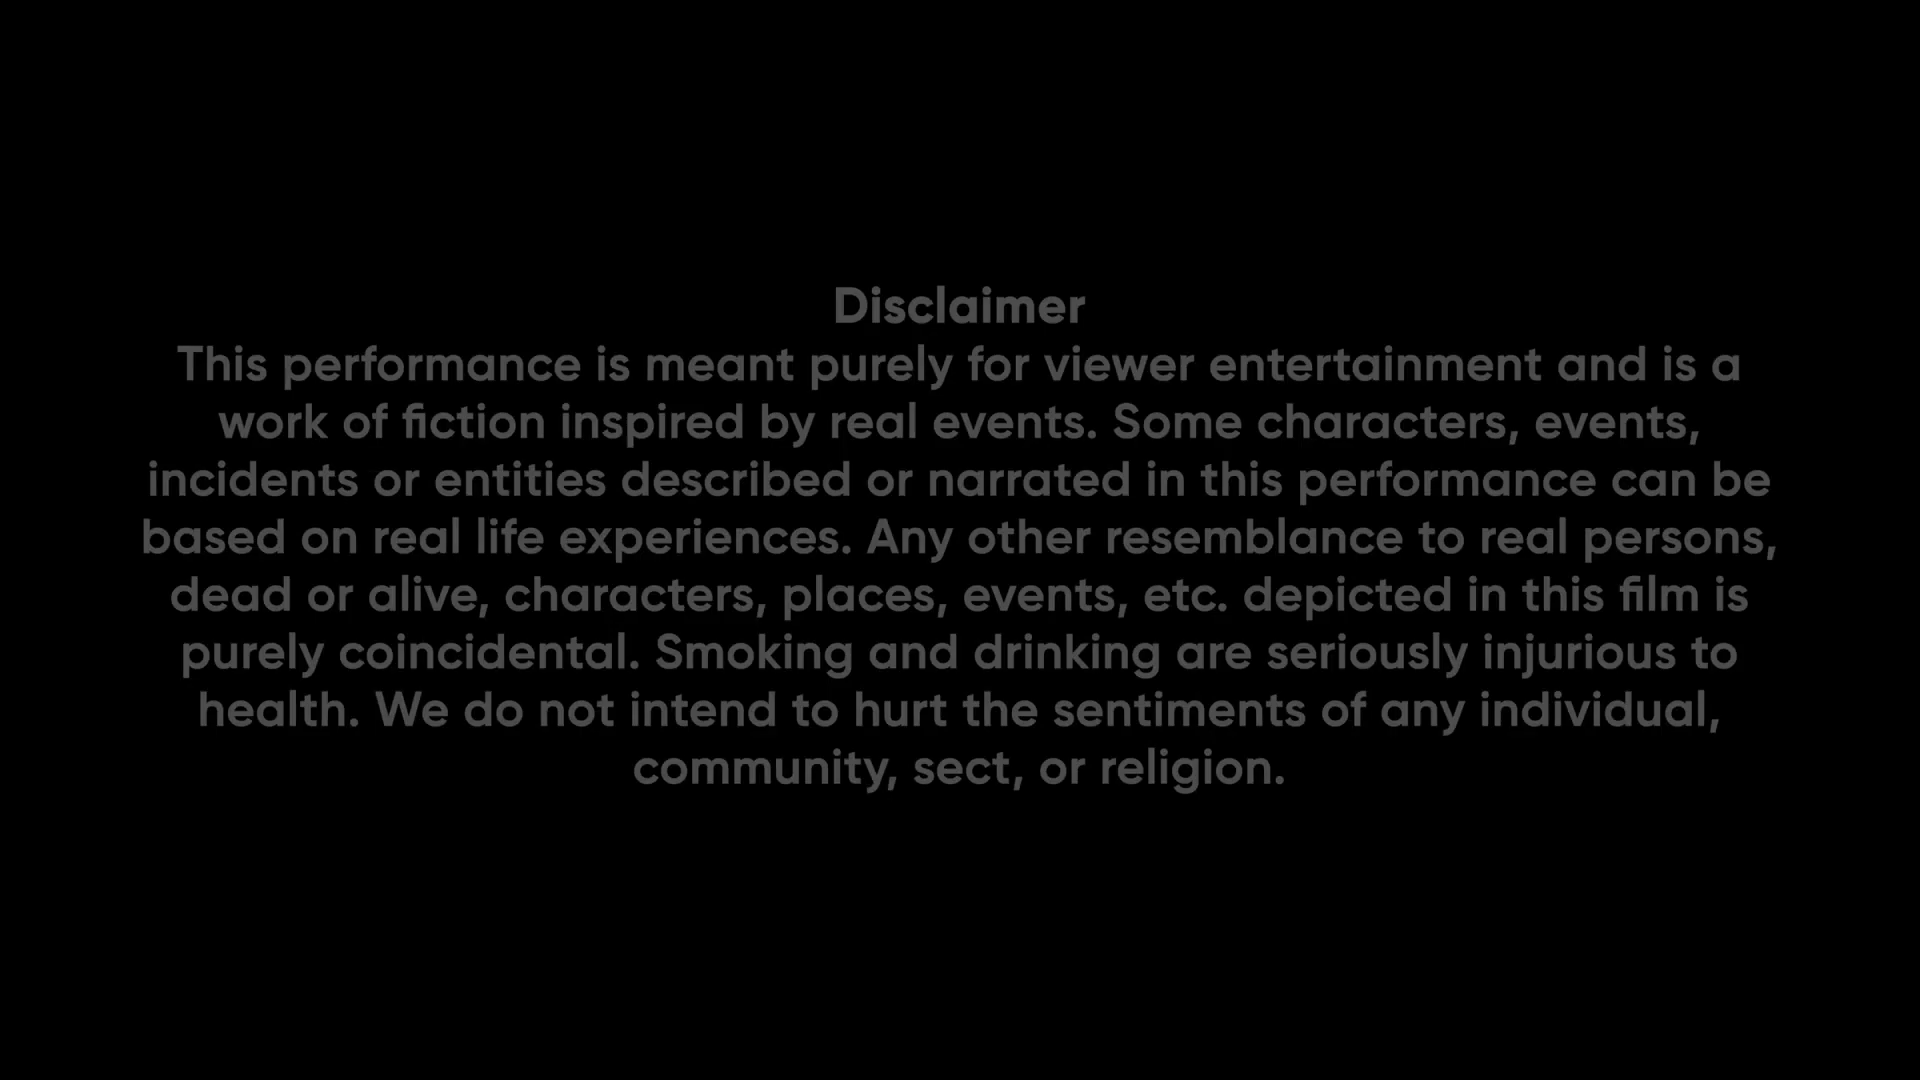 Disclaimer
This performance is meant purely for viewer entertainment and is a
work of fiction inspired by real events. Some characters, events,
incidents or entities described or narrated in this performance can be
based on real life experiences. Any other resemblance to real persons,
dead or alive, characters, places, events, etc. depicted in this film is
purely coincidental. Smoking and drinking are seriously injurious to
health. We do not intend to hurt the sentiments of any individual,
community, sect, or religion.